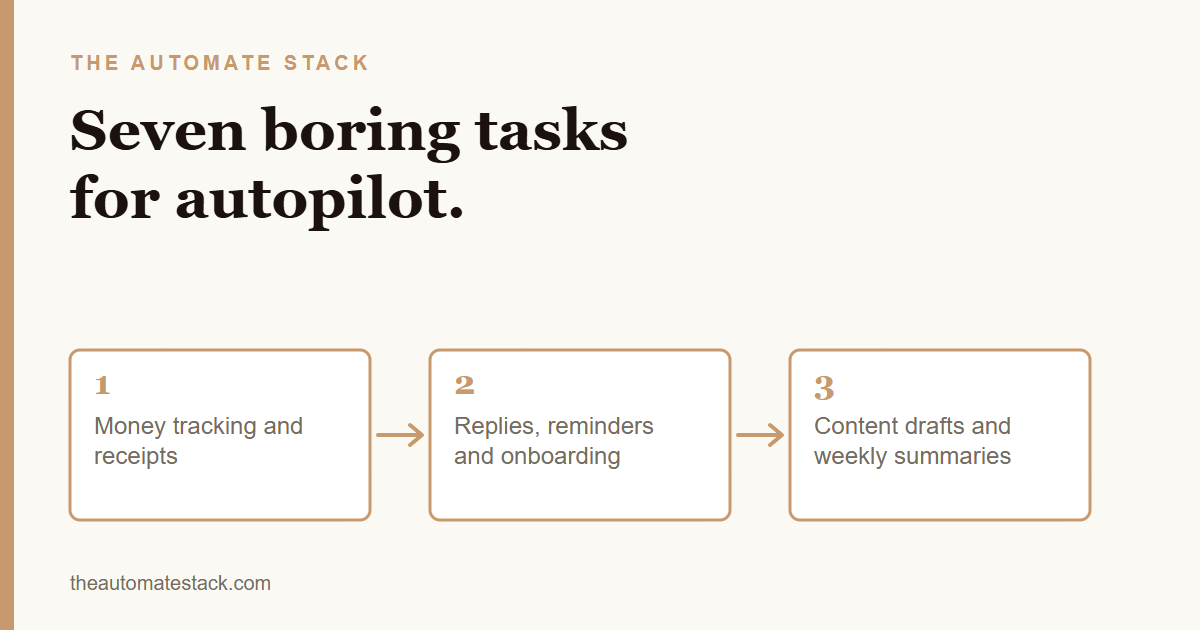 THE AUTOMATE STACK
Seven boring tasks
for autopilot.
1
Money tracking and
receipts
2
Replies, reminders
and onboarding
3
Content drafts and
weekly summaries
theautomatestack.com